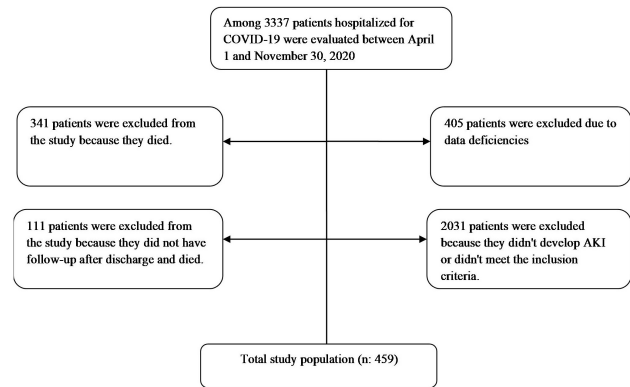 Among 3337 patients hospitalized for
COVID-19 were evaluated between April
1 and November 30, 2020
341 patients were excluded from
the study because they died.
405 patients were excluded due to
data deficiencies
111 patients were excluded from
the study because they did not have
follow-up after discharge and died.
2031 patients were excluded
because they didn't develop AKI
or didn't meet the inclusion
criteria.
Total study population (n: 459)